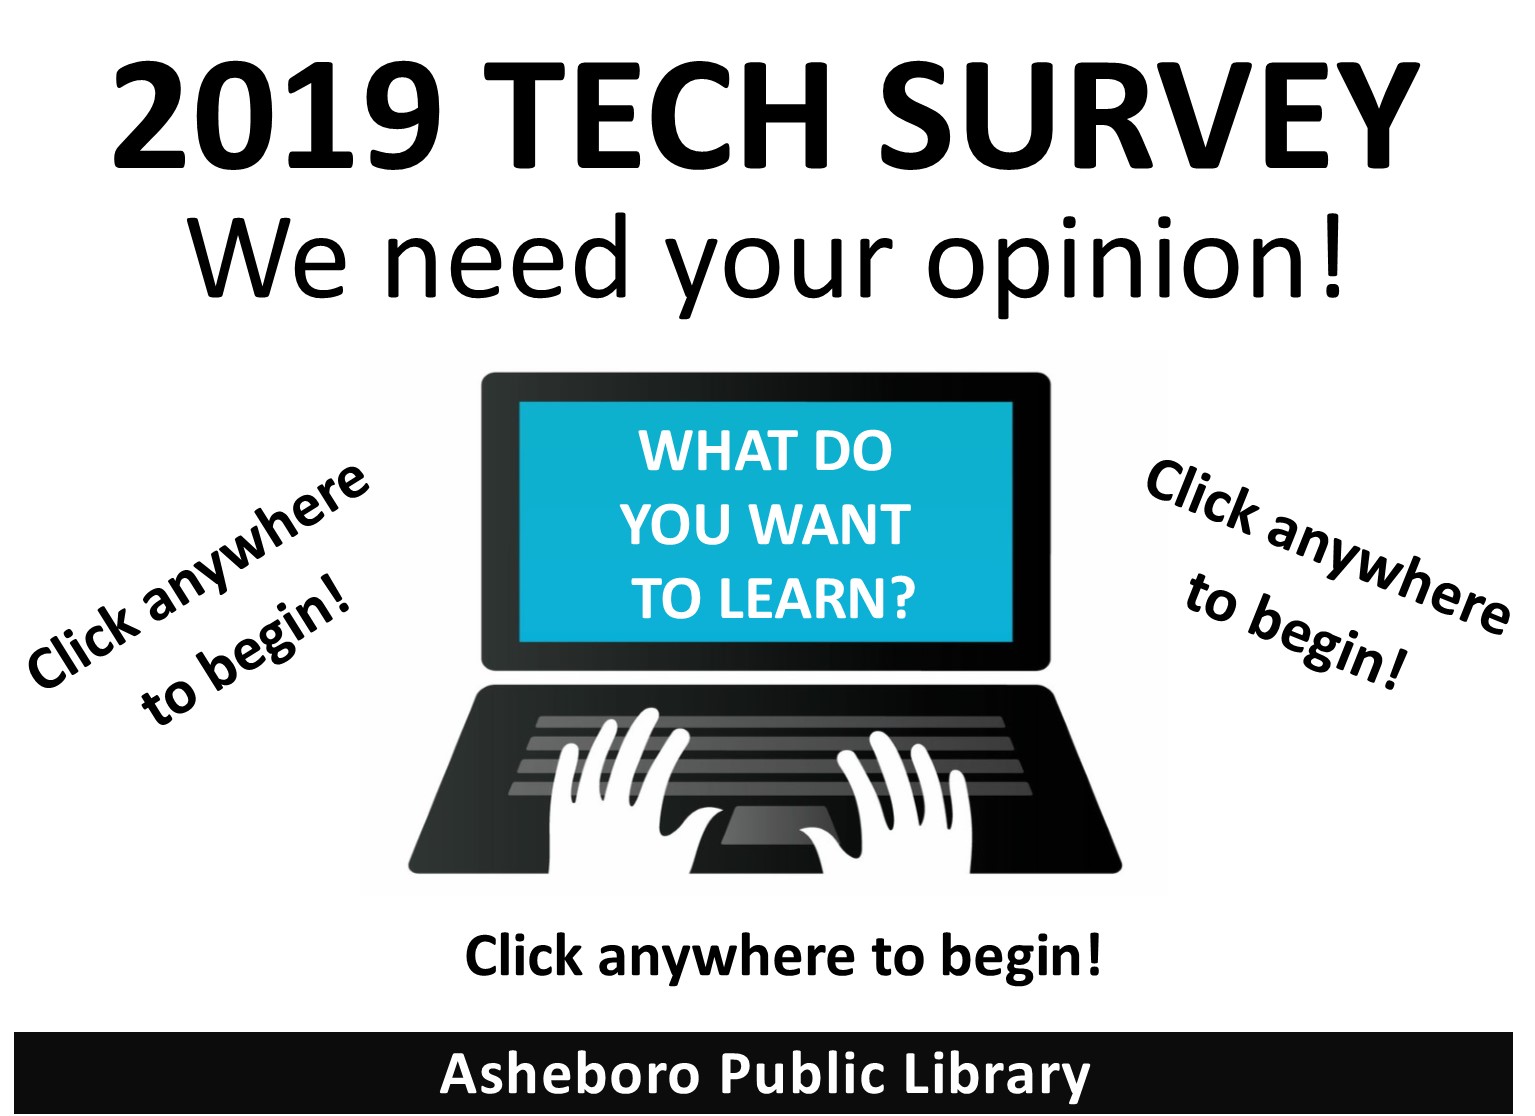 2019 TECH SURVEY
We need your opinion!
WHAT DO
YOU WANT
TO LEARN?
Click anywhere
to begin!
Click anywhere
to begin!
Click anywhere to begin!
Asheboro Public Library